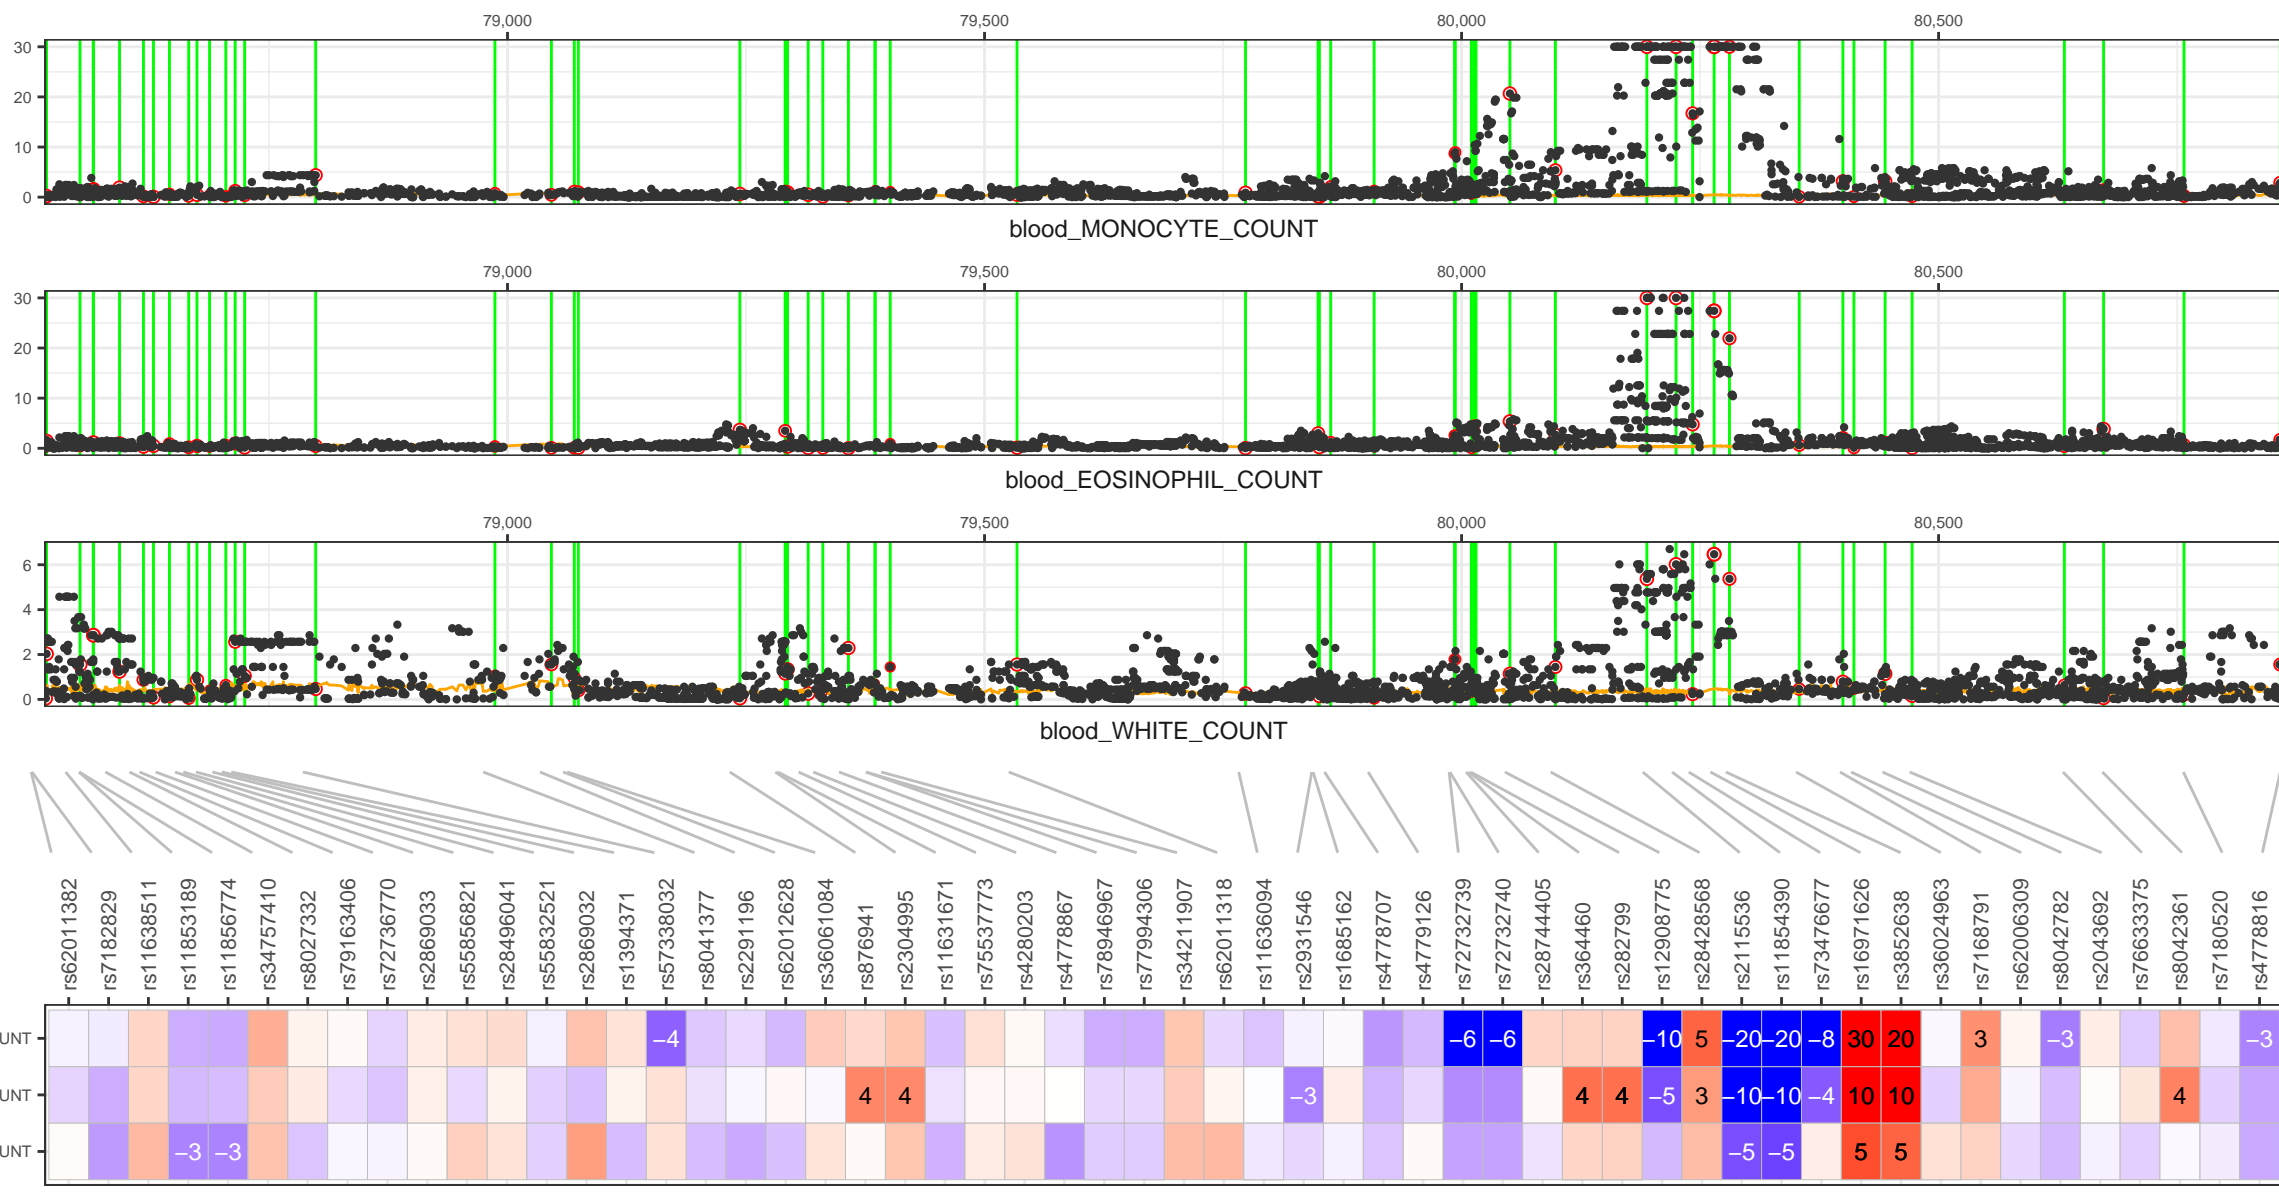 79,000 79,500 80,000 80,500
30
20
10
0
blood_MONOCYTE_COUNT
79,000 79,500 80,000 80,500
30
20
10
0
blood_EOSINOPHIL_COUNT
79,000 79,500 80,000 80,500
6
4
2
0
blood_WHITE_COUNT
rs62011382
rs7182829
rs11638511
rs11853189
rs11856774
rs34757410
rs8027332
rs79163406
rs72736770
rs28690333
rs55856821
rs28496041
rs55832521
rs28689032
rs1394371
rs57338032
rs8041377
rs2291196
rs62012628
rs36061084
rs8769441
rs2304995
rs11631671
rs75537773
rs4280203
rs4778867
rs78946967
rs77994306
rs34211907
rs62011318
rs11636094
rs2931546
rs1685162
rs4778707
rs4779126
rs72732739
rs72732740
rs28744405
rs3644460
rs2827999
rs12908775
rs28428568
rs2115536
rs11854390
rs73476677
rs16971626
rs3852638
rs36024963
rs7168791
rs62006309
rs8042782
rs2043692
rs76633375
rs8042361
rs7180520
rs4778816
UNT −4 −6 −6 −10 5 −20 −20 −8 30 20 3 −3 −3
UNT 4 4 −3 4 4 −5 3 −10 −10 −4 10 10 4
UNT −3 −3 −5 −5 5 5